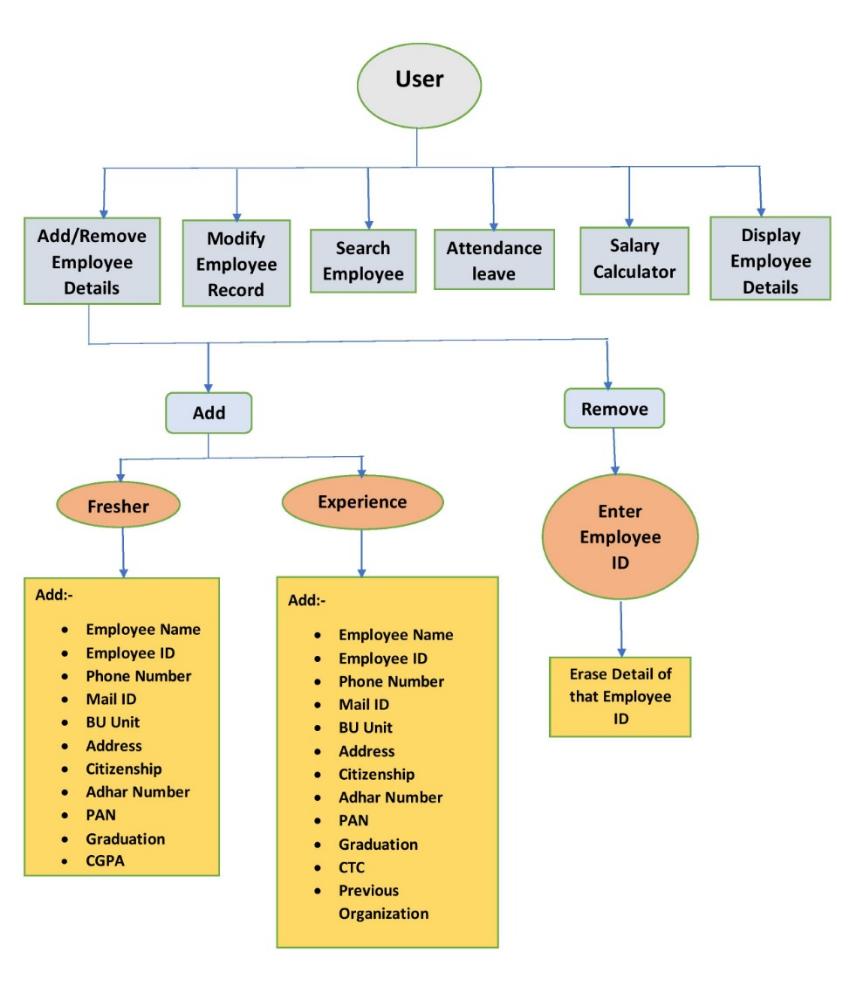 User
Add/Remove
Employee
Details
Modify
Employee
Record
Search
Employee
Attendance
leave
Salary
Calculator
Display
Employee
Details
Add
Remove
Fresher
Experience
Enter
Employee
ID
Add:-
• Employee Name
• Employee ID
• Phone Number
• Mail ID
• BU Unit
• Address
• Citizenship
• Adhar Number
• PAN
• Graduation
• CGPA
Add:-
• Employee Name
• Employee ID
• Phone Number
• Mail ID
• BU Unit
• Address
• Citizenship
• Adhar Number
• PAN
• Graduation
• CTC
• Previous
Organization
Erase Detail of
that Employee
ID